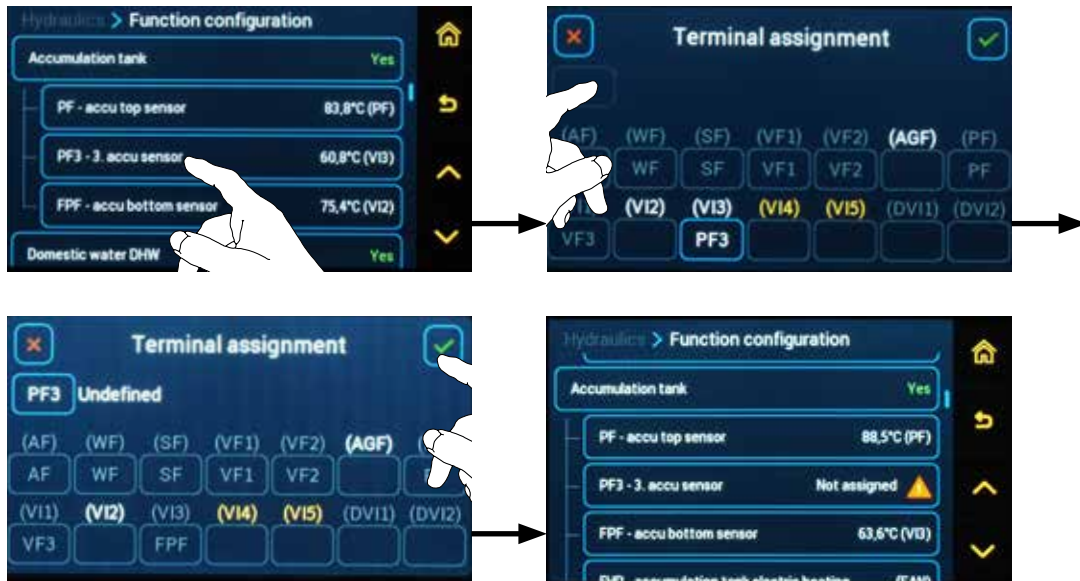 Hydraulics > Function configuration
Accumulation tank Yes
PF - accu top sensor 83,8°C (PF)
PF3 - 3. accu sensor 60,8°C (VI3)
FPF - accu bottom sensor 75,4°C (VI2)
Domestic water DHW Yes
Terminal assignment
(AF) (WF) (SF) (VF1) (VF2) (AGF) (PF)
WF SF VF1 VF2 PF
(VI2) (VI3) (VI4) (VI5) (DVI1) (DVI2)
VF3 PF3
Terminal assignment
PF3 Undefined
(AF) (WF) (SF) (VF1) (VF2) (AGF)
AF WF SF VF1 VF2
(VI1) (VI2) (VI3) (VI4) (VI5) (DVI1) (DVI2)
VF3 FPF
Hydraulics > Function configuration
Accumulation tank Yes
PF - accu top sensor 88,5°C (PF)
PF3 - 3. accu sensor Not assigned
FPF - accu bottom sensor 63,6°C (VI3)
accumulation tank electric heating